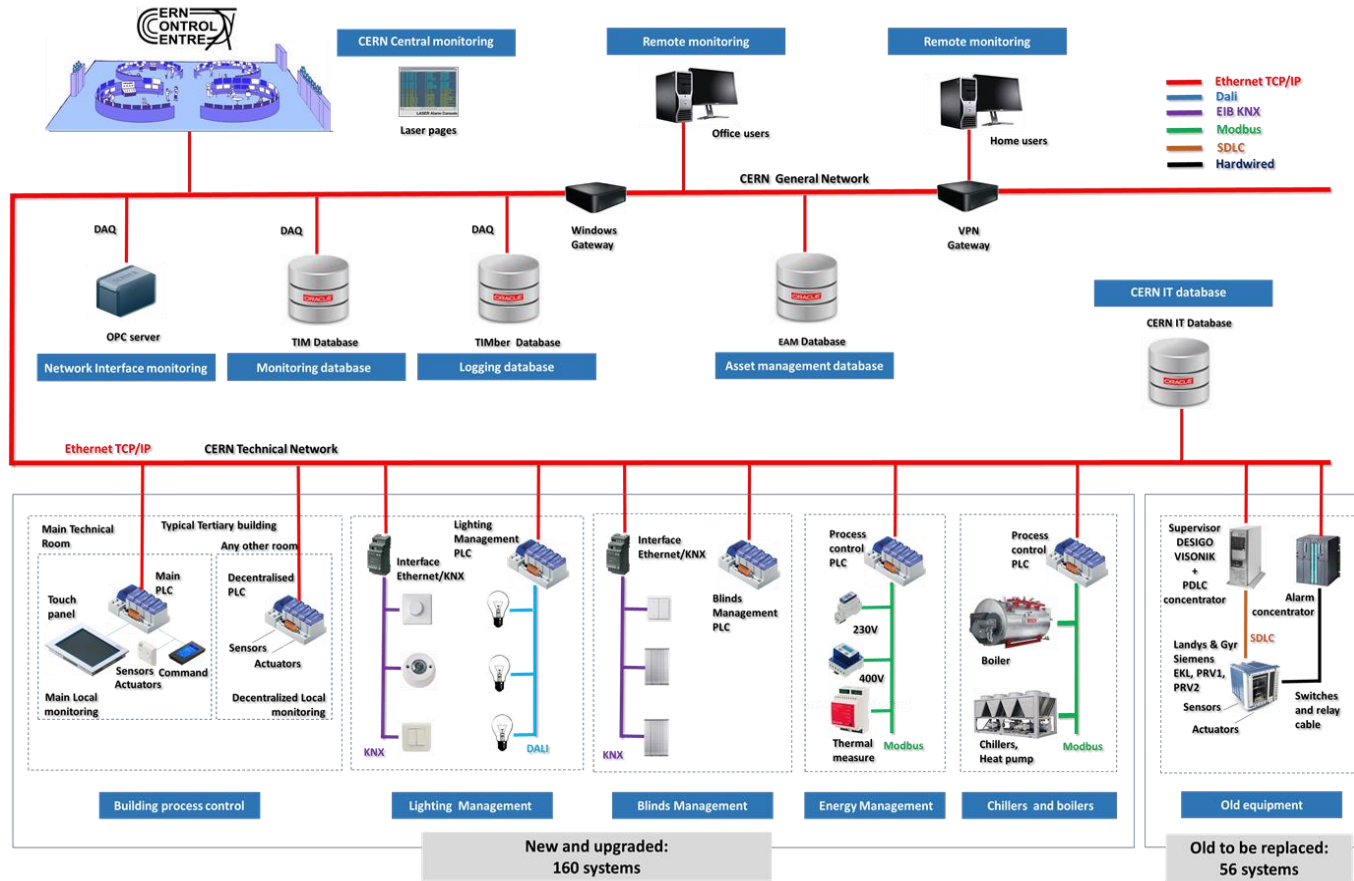 CERN
CONTROL
CENTRE
CERN Central monitoring
Remote monitoring
Remote monitoring
LASER Alarm Console
Laser pages
Office users
Home users
Ethernet TCP/IP
Dali
EIB KNX
Modbus
SDLC
Hardwired
CERN General Network
DAQ
DAQ
DAQ
Windows
Gateway
VPN
Gateway
ORACLE
ORACLE
ORACLE
OPC server
TIM Database
TIMber Database
EAM Database
Network Interface monitoring
Monitoring database
Logging database
Asset management database
CERN IT database
CERN IT Database
ORACLE
Ethernet TCP/IP
CERN Technical Network
Typical Tertiary building
Main Technical
Room
Any other room
Main
PLC
Touch
panel
Sensors
Actuators
Command
Main Local
monitoring
Decentralised
PLC
Sensors
Actuators
Decentralized Local
monitoring
Building process control
Interface
Ethernet/KNX
Lighting
Management
PLC
KNX
DALI
Lighting Management
Interface
Ethernet/KNX
Blinds
Management
PLC
KNX
Blinds Management
Process
control
PLC
230V
400V
Thermal
measure
Modbus
Energy Management
Process
control
PLC
Boiler
Chillers,
Heat pump
Modbus
Chillers and boilers
Supervisor
DESIGO
VISONIK
+
PDLC
concentrator
Alarm
concentrator
SDLC
Landys & Gyr
Siemens
EKL, PRV1,
PRV2
Sensors
Actuators
Switches
and relay
cable
Old equipment
New and upgraded:
160 systems
Old to be replaced:
56 systems